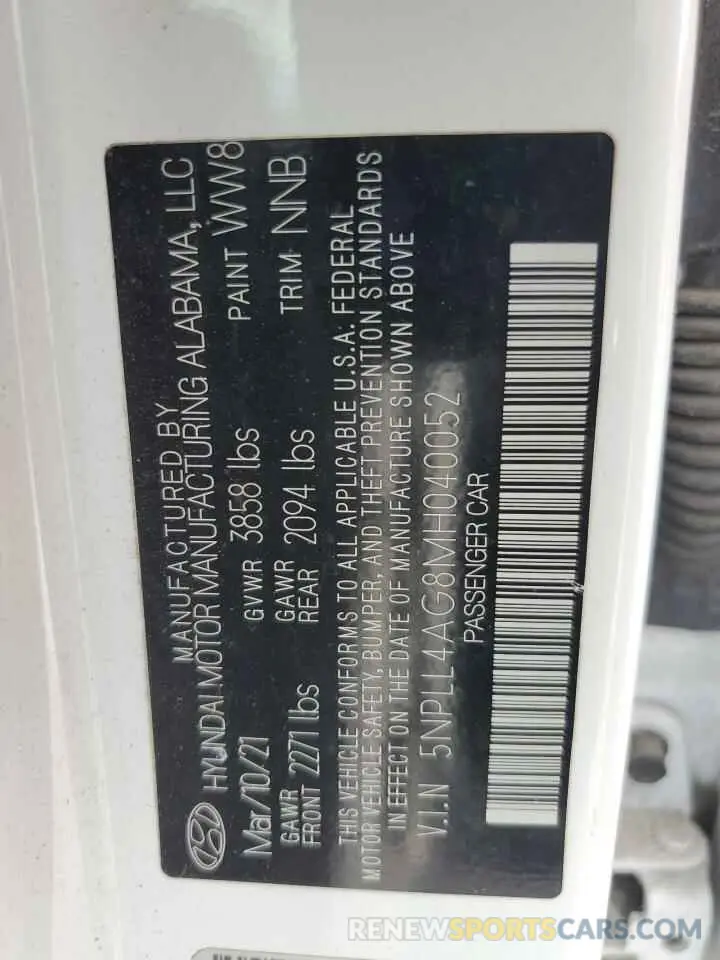 MANUFACTURED BY
HYUNDAI MOTOR MANUFACTURING ALABAMA, LLC
Mar/10/21 GVWR 3858 lbs PAINT WW8
GAWR FRONT 2271 lbs GAWR REAR 2094 lbs TRIM NNB
THIS VEHICLE CONFORMS TO ALL APPLICABLE U.S.A. FEDERAL
MOTOR VEHICLE SAFETY, BUMPER, AND THEFT PREVENTION STANDARDS
IN EFFECT ON THE DATE OF MANUFACTURE SHOWN ABOVE
V.I.N 5NPLL4AG8MH040052
PASSENGER CAR
RENEWSPORTSCARS.COM